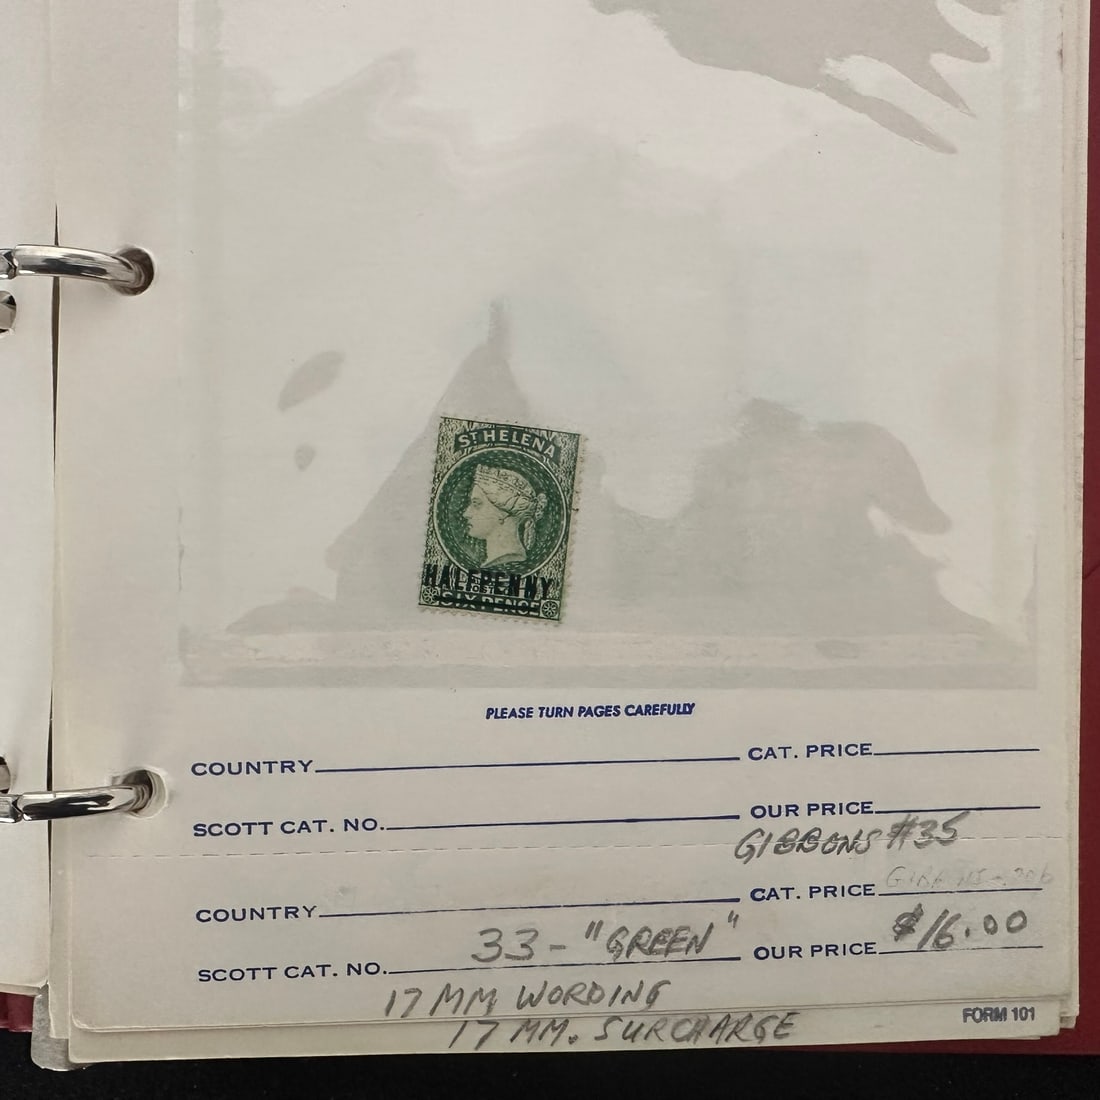 ST HELENA
HALFPENNY
POSTAGE
SIX PENCE
PLEASE TURN PAGES CAREFULLY
COUNTRY
CAT. PRICE
SCOTT CAT. NO.
OUR PRICE
GIBBONS #35
COUNTRY
CAT. PRICE
SCOTT CAT. NO. 33 - "GREEN"
OUR PRICE $16.00
17 MM WORDING
17 MM. SURCHARGE
FORM 101